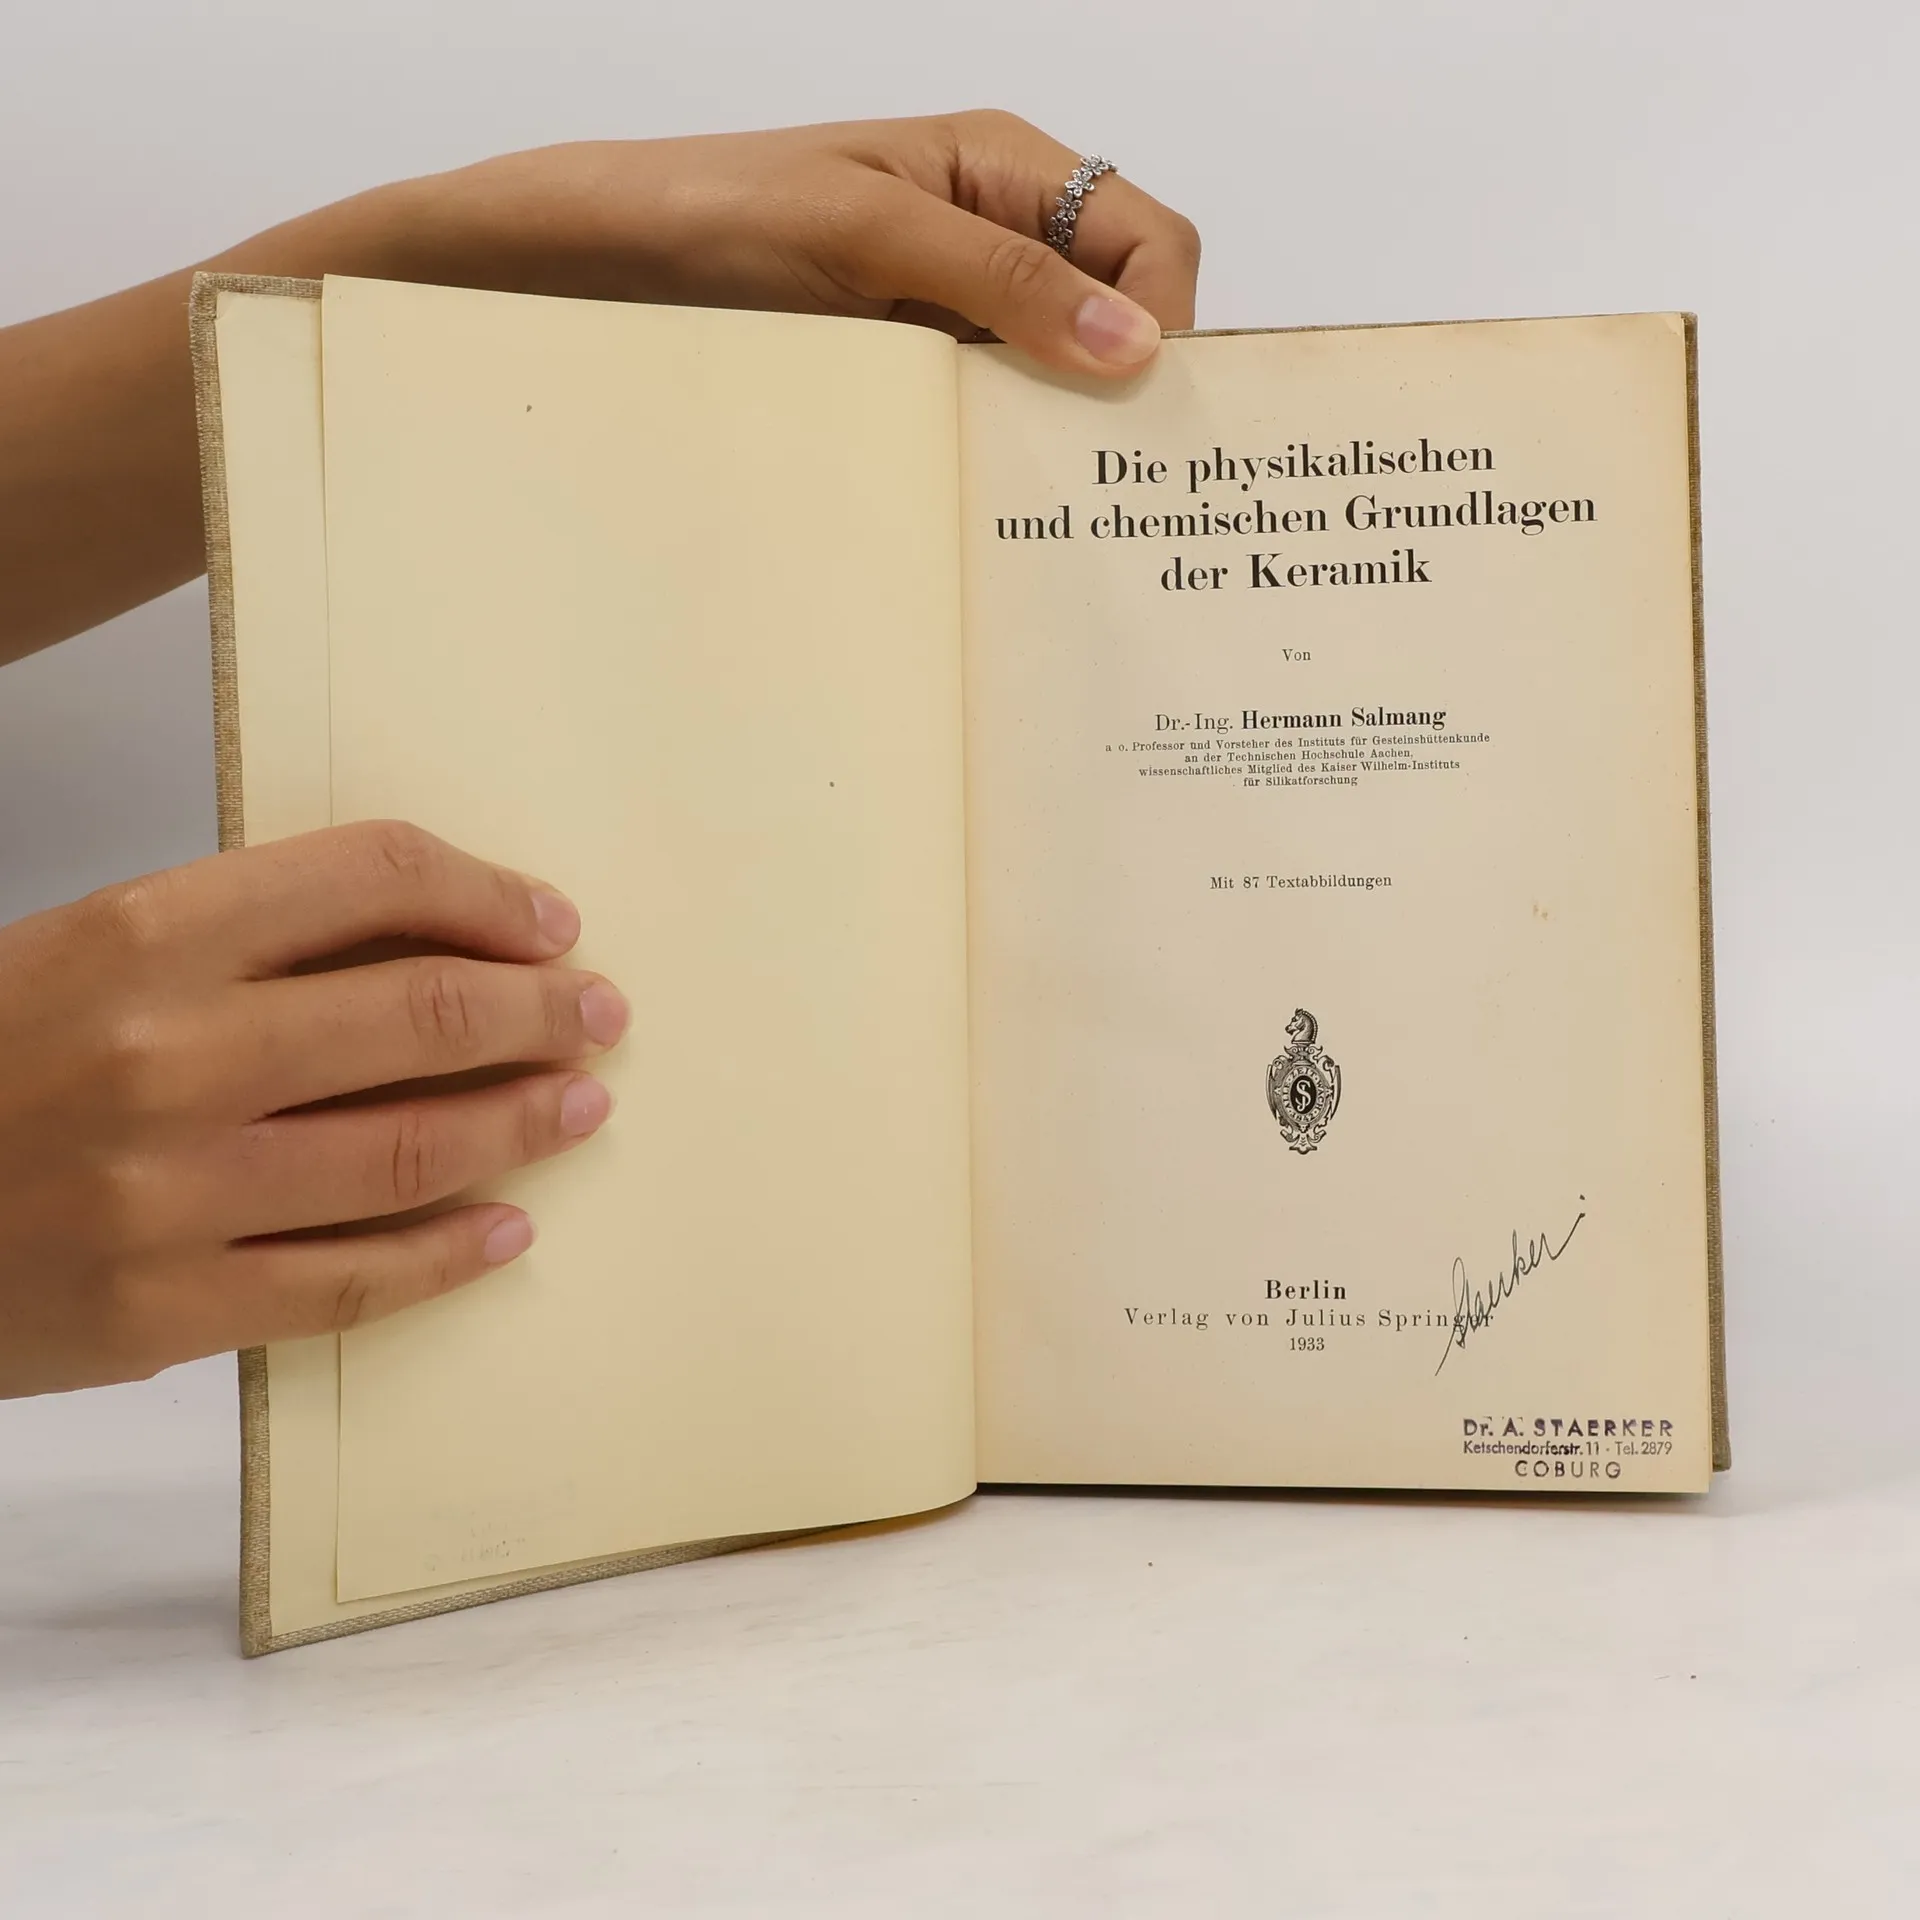 Die physikalischen
und chemischen Grundlagen
der Keramik
Von
Dr.-Ing. Hermann Salmang
a o. Professor und Vorsteher des Instituts für Gesteinshüttenkunde
an der Technischen Hochschule Aachen,
wissenschaftliches Mitglied des Kaiser Wilhelm-Instituts
für Silikatforschung
Mit 87 Textabbildungen
Staerker
Berlin
Verlag von Julius Springer
1933
Dr. A. STAERKER
Ketschendorferstr. 11 - Tel. 2879
COBURG